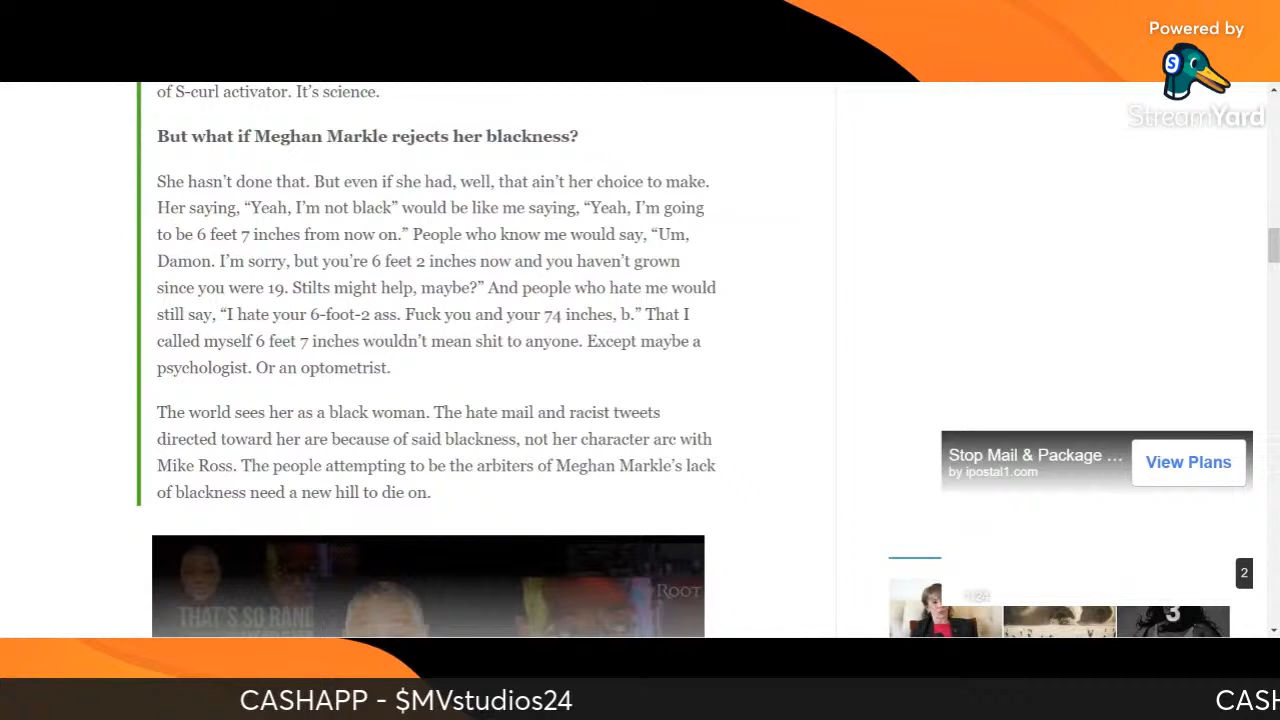 Powered by
StreamYard
of S-curl activator. It's science.
But what if Meghan Markle rejects her blackness?
She hasn't done that. But even if she had, well, that ain't her choice to make.
Her saying, “Yeah, I'm not black” would be like me saying, “Yeah, I'm going
to be 6 feet 7 inches from now on.” People who know me would say, “Um,
Damon. I'm sorry, but you're 6 feet 2 inches now and you haven't grown
since you were 19. Stilts might help, maybe?” And people who hate me would
still say, “I hate your 6-foot-2 ass. Fuck you and your 74 inches, b.” That I
called myself 6 feet 7 inches wouldn't mean shit to anyone. Except maybe a
psychologist. Or an optometrist.
The world sees her as a black woman. The hate mail and racist tweets
directed toward her are because of said blackness, not her character arc with
Mike Ross. The people attempting to be the arbiters of Meghan Markle's lack
of blackness need a new hill to die on.
Stop Mail & Package ...
by ipostal1.com
View Plans
2
1:24
3
ROOT
THAT'S SO
CASHAPP - $MVstudios24
CASH